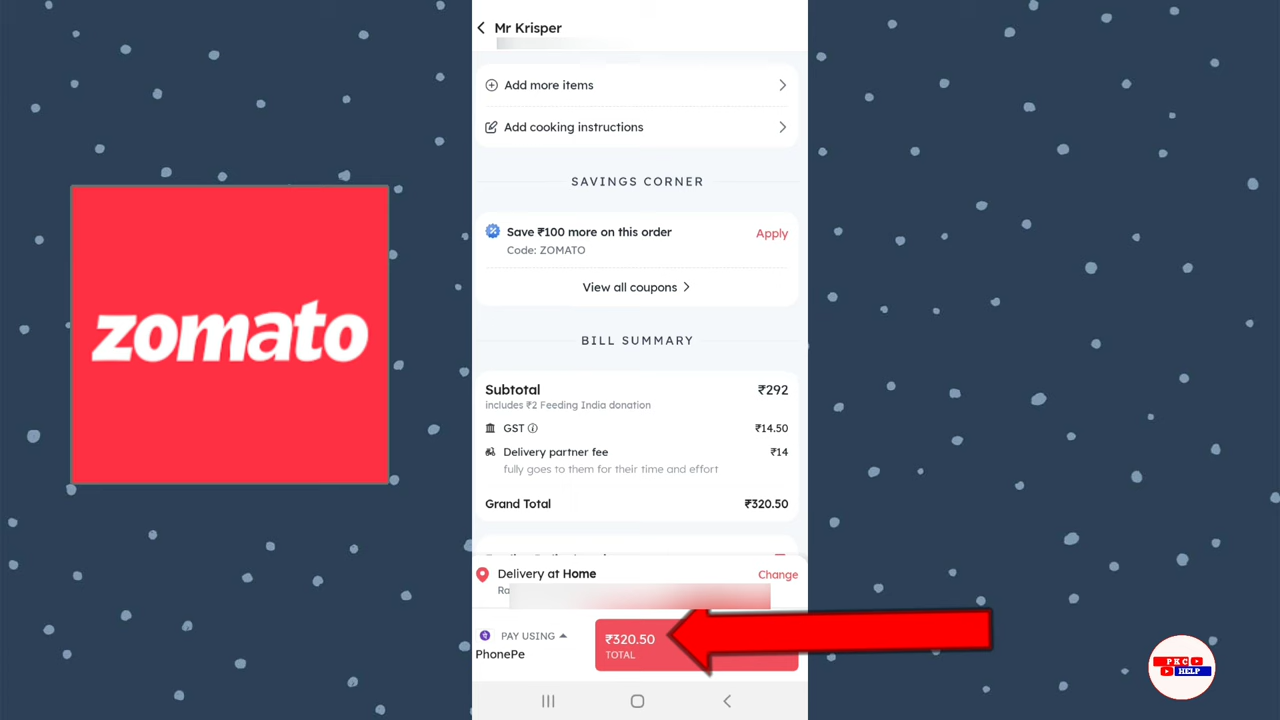 zomato
Mr Krisper
Add more items
Add cooking instructions
SAVINGS CORNER
Save ₹100 more on this order
Apply
Code: ZOMATO
View all coupons
BILL SUMMARY
Subtotal ₹292
includes ₹2 Feeding India donation
GST ₹14.50
Delivery partner fee ₹14
fully goes to them for their time and effort
Grand Total ₹320.50
Delivery at Home
Change
PAY USING
PhonePe
₹320.50
TOTAL
PKC
HELP